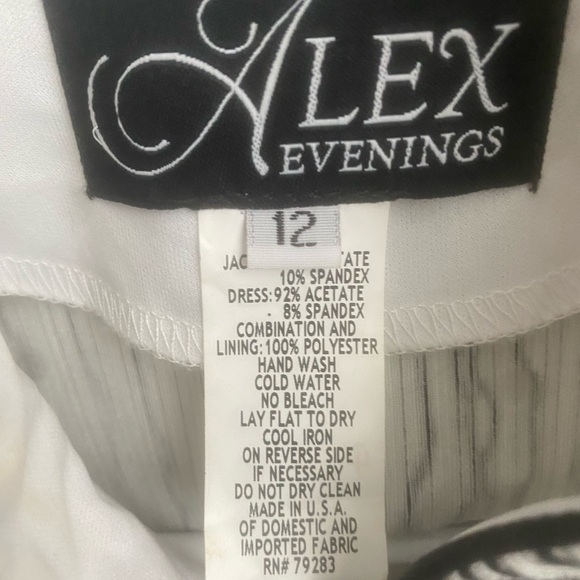 ALEX
EVENINGS
12
10% SPANDEX
DRESS:92% ACETATE
8% SPANDEX
COMBINATION AND
LINING:100% POLYESTER
HAND WASH
COLD WATER
NO BLEACH
LAY FLAT TO DRY
COOL IRON
ON REVERSE SIDE
IF NECESSARY
DO NOT DRY CLEAN
MADE IN U.S.A.
OF DOMESTIC AND
IMPORTED FABRIC
RN# 79283